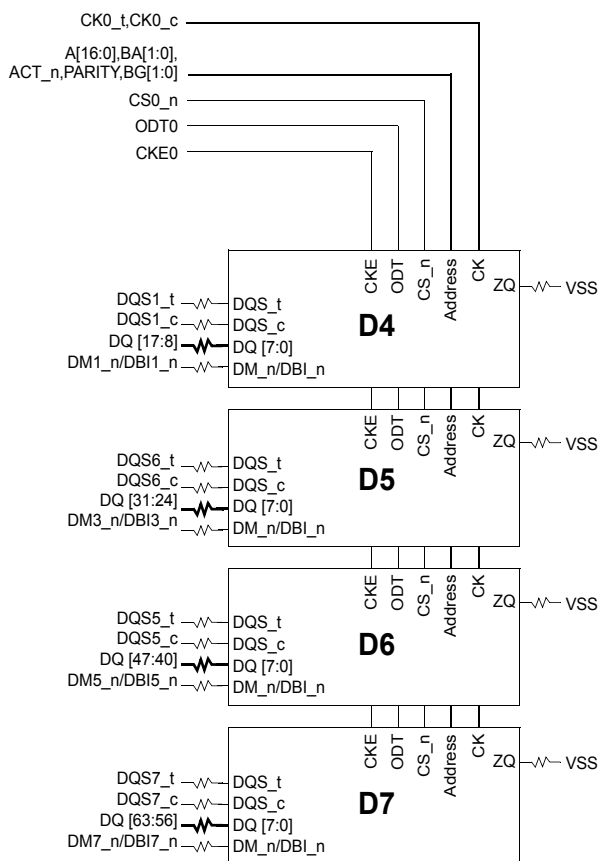 CK0_t,CK0_c
A[16:0],BA[1:0],
ACT_n,PARITY,BG[1:0]
CS0_n
ODT0
CKE0
CKE
ODT
CS_n
Address
CK
ZQ
VSS
DQS1_t
DQS_t
DQS1_c
DQS_c
D4
DQ [17:8]
DQ [7:0]
DM1_n/DBI1_n
DM_n/DBI_n
CKE
ODT
CS_n
Address
CK
ZQ
VSS
DQS6_t
DQS_t
DQS6_c
DQS_c
D5
DQ [31:24]
DQ [7:0]
DM3_n/DBI3_n
DM_n/DBI_n
CKE
ODT
CS_n
Address
CK
ZQ
VSS
DQS5_t
DQS_t
DQS5_c
DQS_c
D6
DQ [47:40]
DQ [7:0]
DM5_n/DBI5_n
DM_n/DBI_n
CKE
ODT
CS_n
Address
CK
ZQ
VSS
DQS7_t
DQS_t
DQS7_c
DQS_c
D7
DQ [63:56]
DQ [7:0]
DM7_n/DBI7_n
DM_n/DBI_n